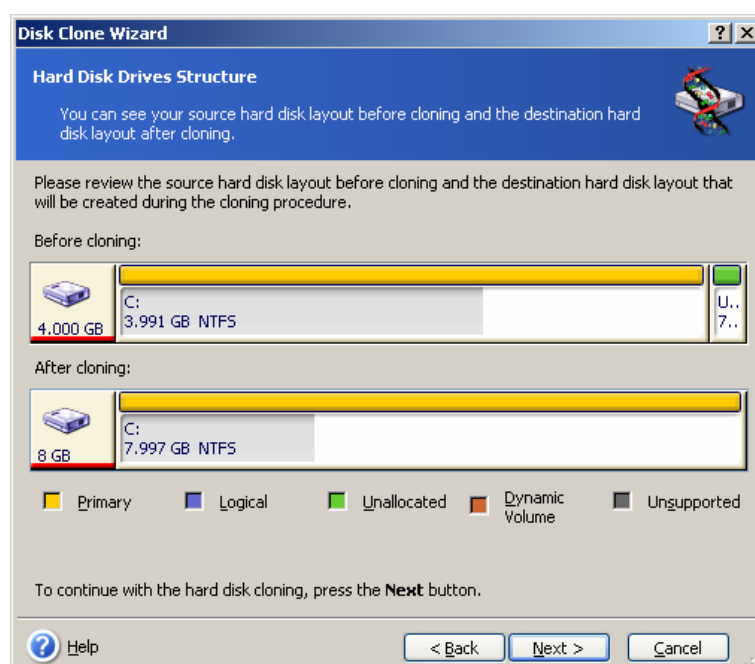 Disk Clone Wizard
Hard Disk Drives Structure
You can see your source hard disk layout before cloning and the destination hard
disk layout after cloning.
Please review the source hard disk layout before cloning and the destination hard disk layout that
will be created during the cloning procedure.
Before cloning:
4.000 GB
C:
3.991 GB NTFS
U..
7..
After cloning:
8 GB
C:
7.997 GB NTFS
Primary
Logical
Unallocated
Dynamic
Volume
Unsupported
To continue with the hard disk cloning, press the Next button.
Help
< Back
Next >
Cancel